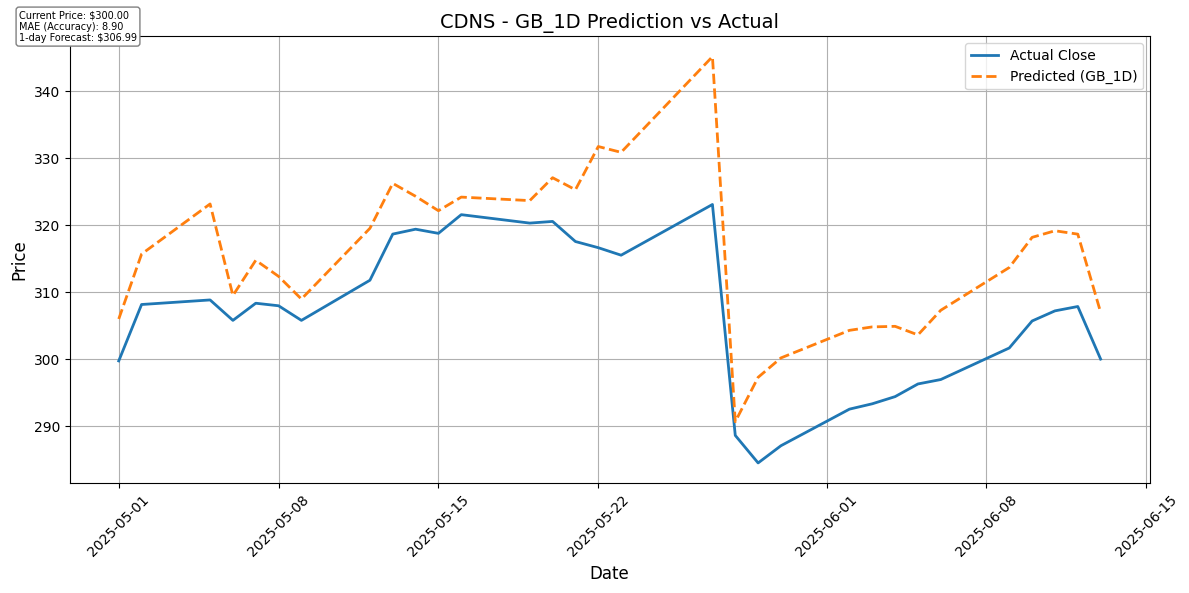 CDNS - GB_1D Prediction vs Actual
Current Price: $300.00
MAE (Accuracy): 8.90
1-day Forecast: $306.99
Actual Close
Predicted (GB_1D)
Price
340
330
320
310
300
290
2025-05-01
2025-05-08
2025-05-15
2025-05-22
2025-06-01
2025-06-08
2025-06-15
Date